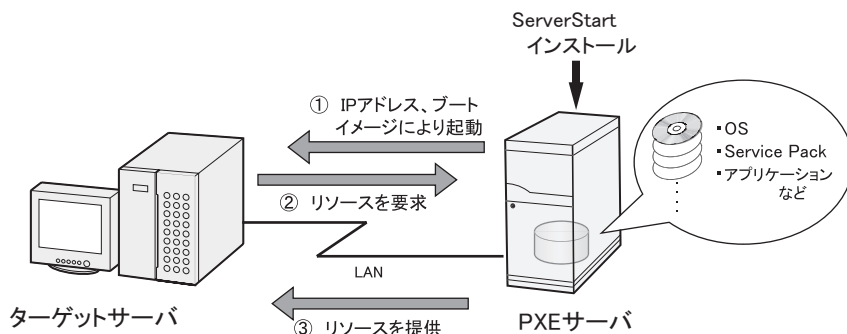 ServerStart
インストール
① IPアドレス、ブート
イメージにより起動
② リソースを要求
・OS
・Service Pack
・アプリケーション
など
LAN
ターゲットサーバ
③ リソースを提供
PXEサーバ